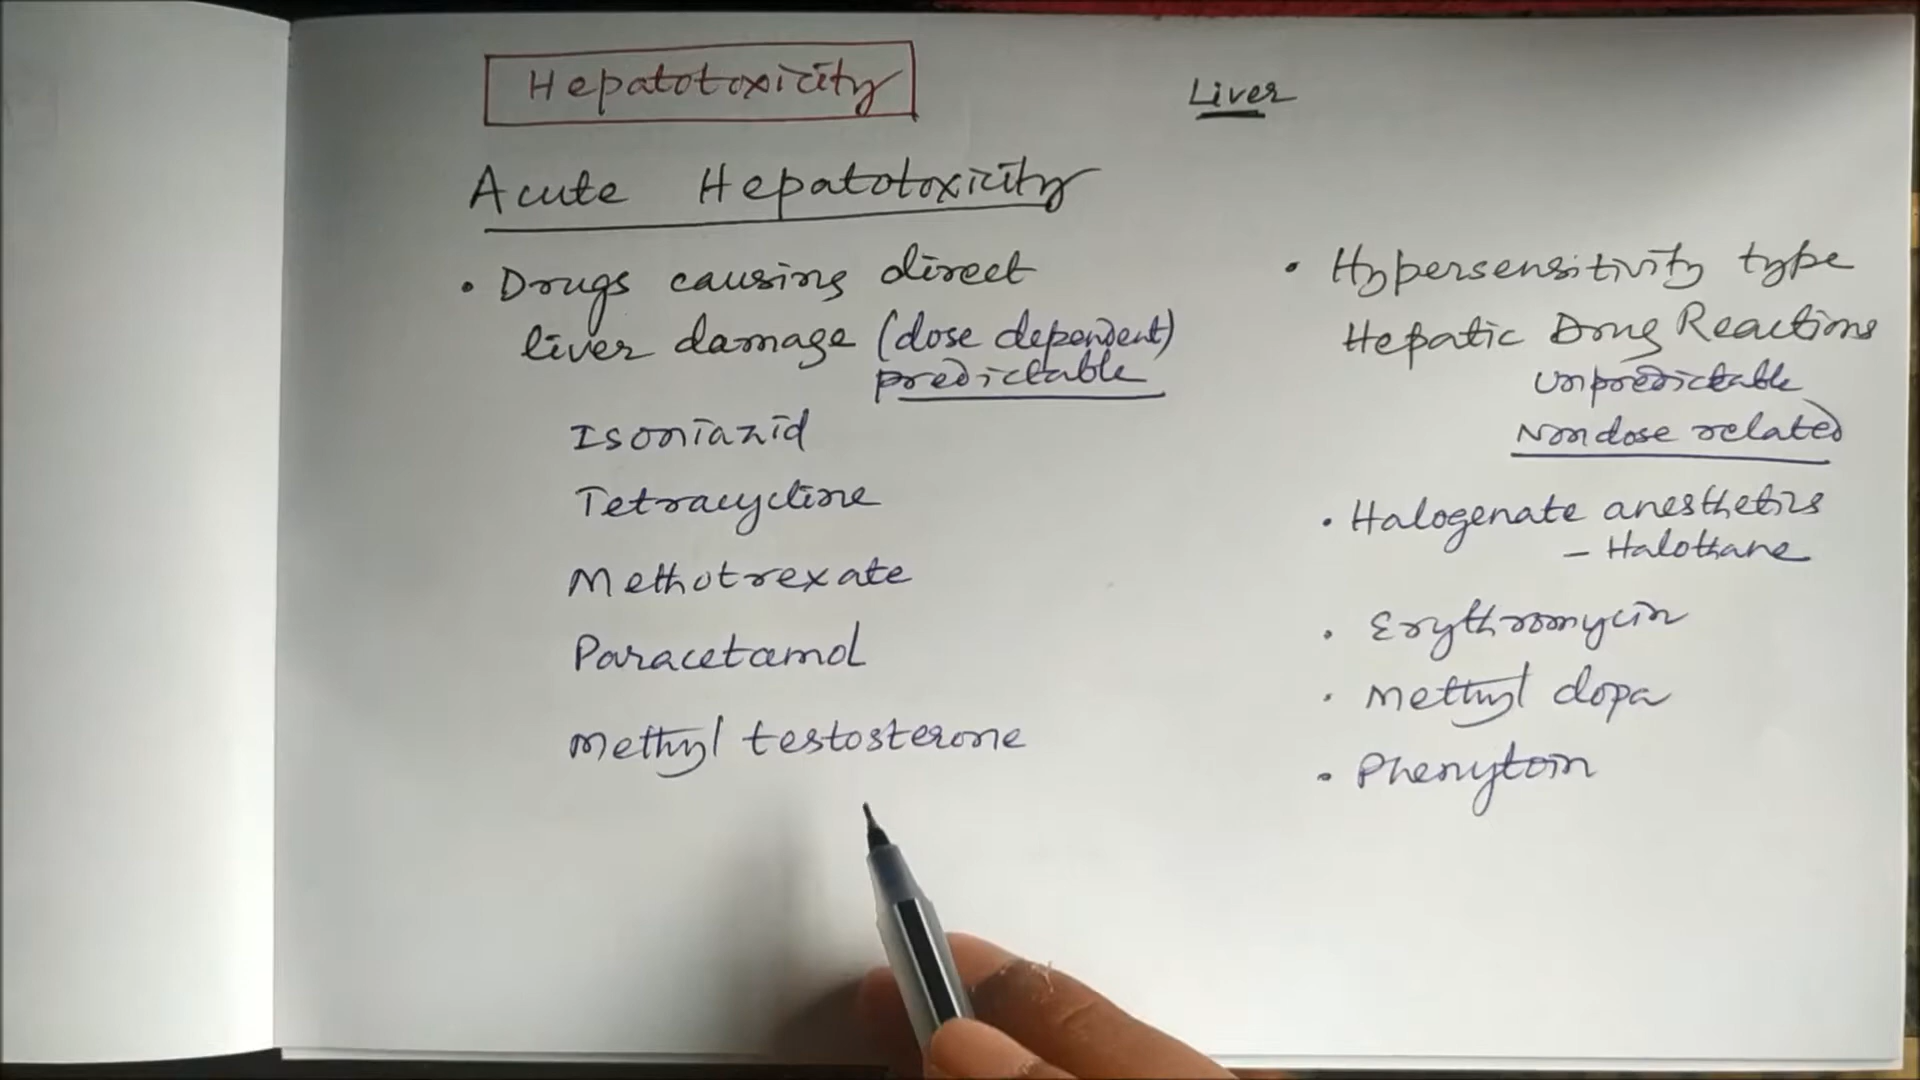 Hepatotoxicity
Liver
Acute Hepatotoxicity
• Drugs causing direct
liver damage (dose dependent)
predictable
Isoniazid
Tetracycline
Methotrexate
Paracetamol
Methyl testosterone
• Hypersensitivity type
Hepatic Drug Reactions
Unpredictable
Non dose related
• Halogenate anesthetics
– Halothane
• Erythromycin
• Methyl dopa
• Phenytoin